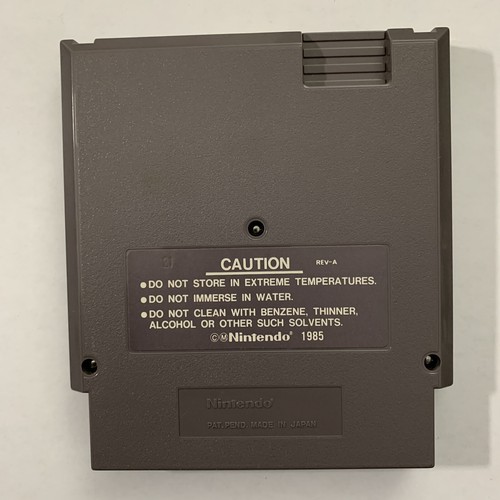 CAUTION REV-A
●DO NOT STORE IN EXTREME TEMPERATURES.
●DO NOT IMMERSE IN WATER.
●DO NOT CLEAN WITH BENZENE, THINNER,
ALCOHOL OR OTHER SUCH SOLVENTS.
©ⓂNintendo® 1985
Nintendo®
PAT. PEND. MADE IN JAPAN